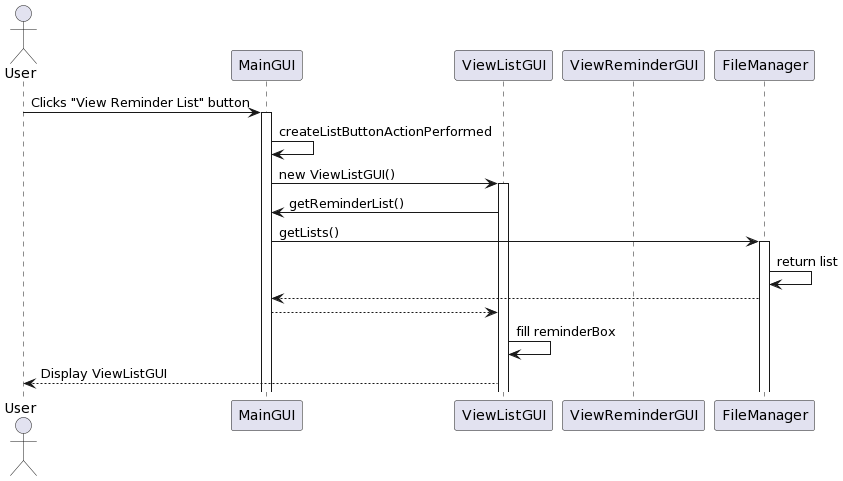 User
MainGUI
ViewListGUI
ViewReminderGUI
FileManager
Clicks "View Reminder List" button
createListButtonActionPerformed
new ViewListGUI()
getReminderList()
getLists()
return list
fill reminderBox
Display ViewListGUI
User
MainGUI
ViewListGUI
ViewReminderGUI
FileManager